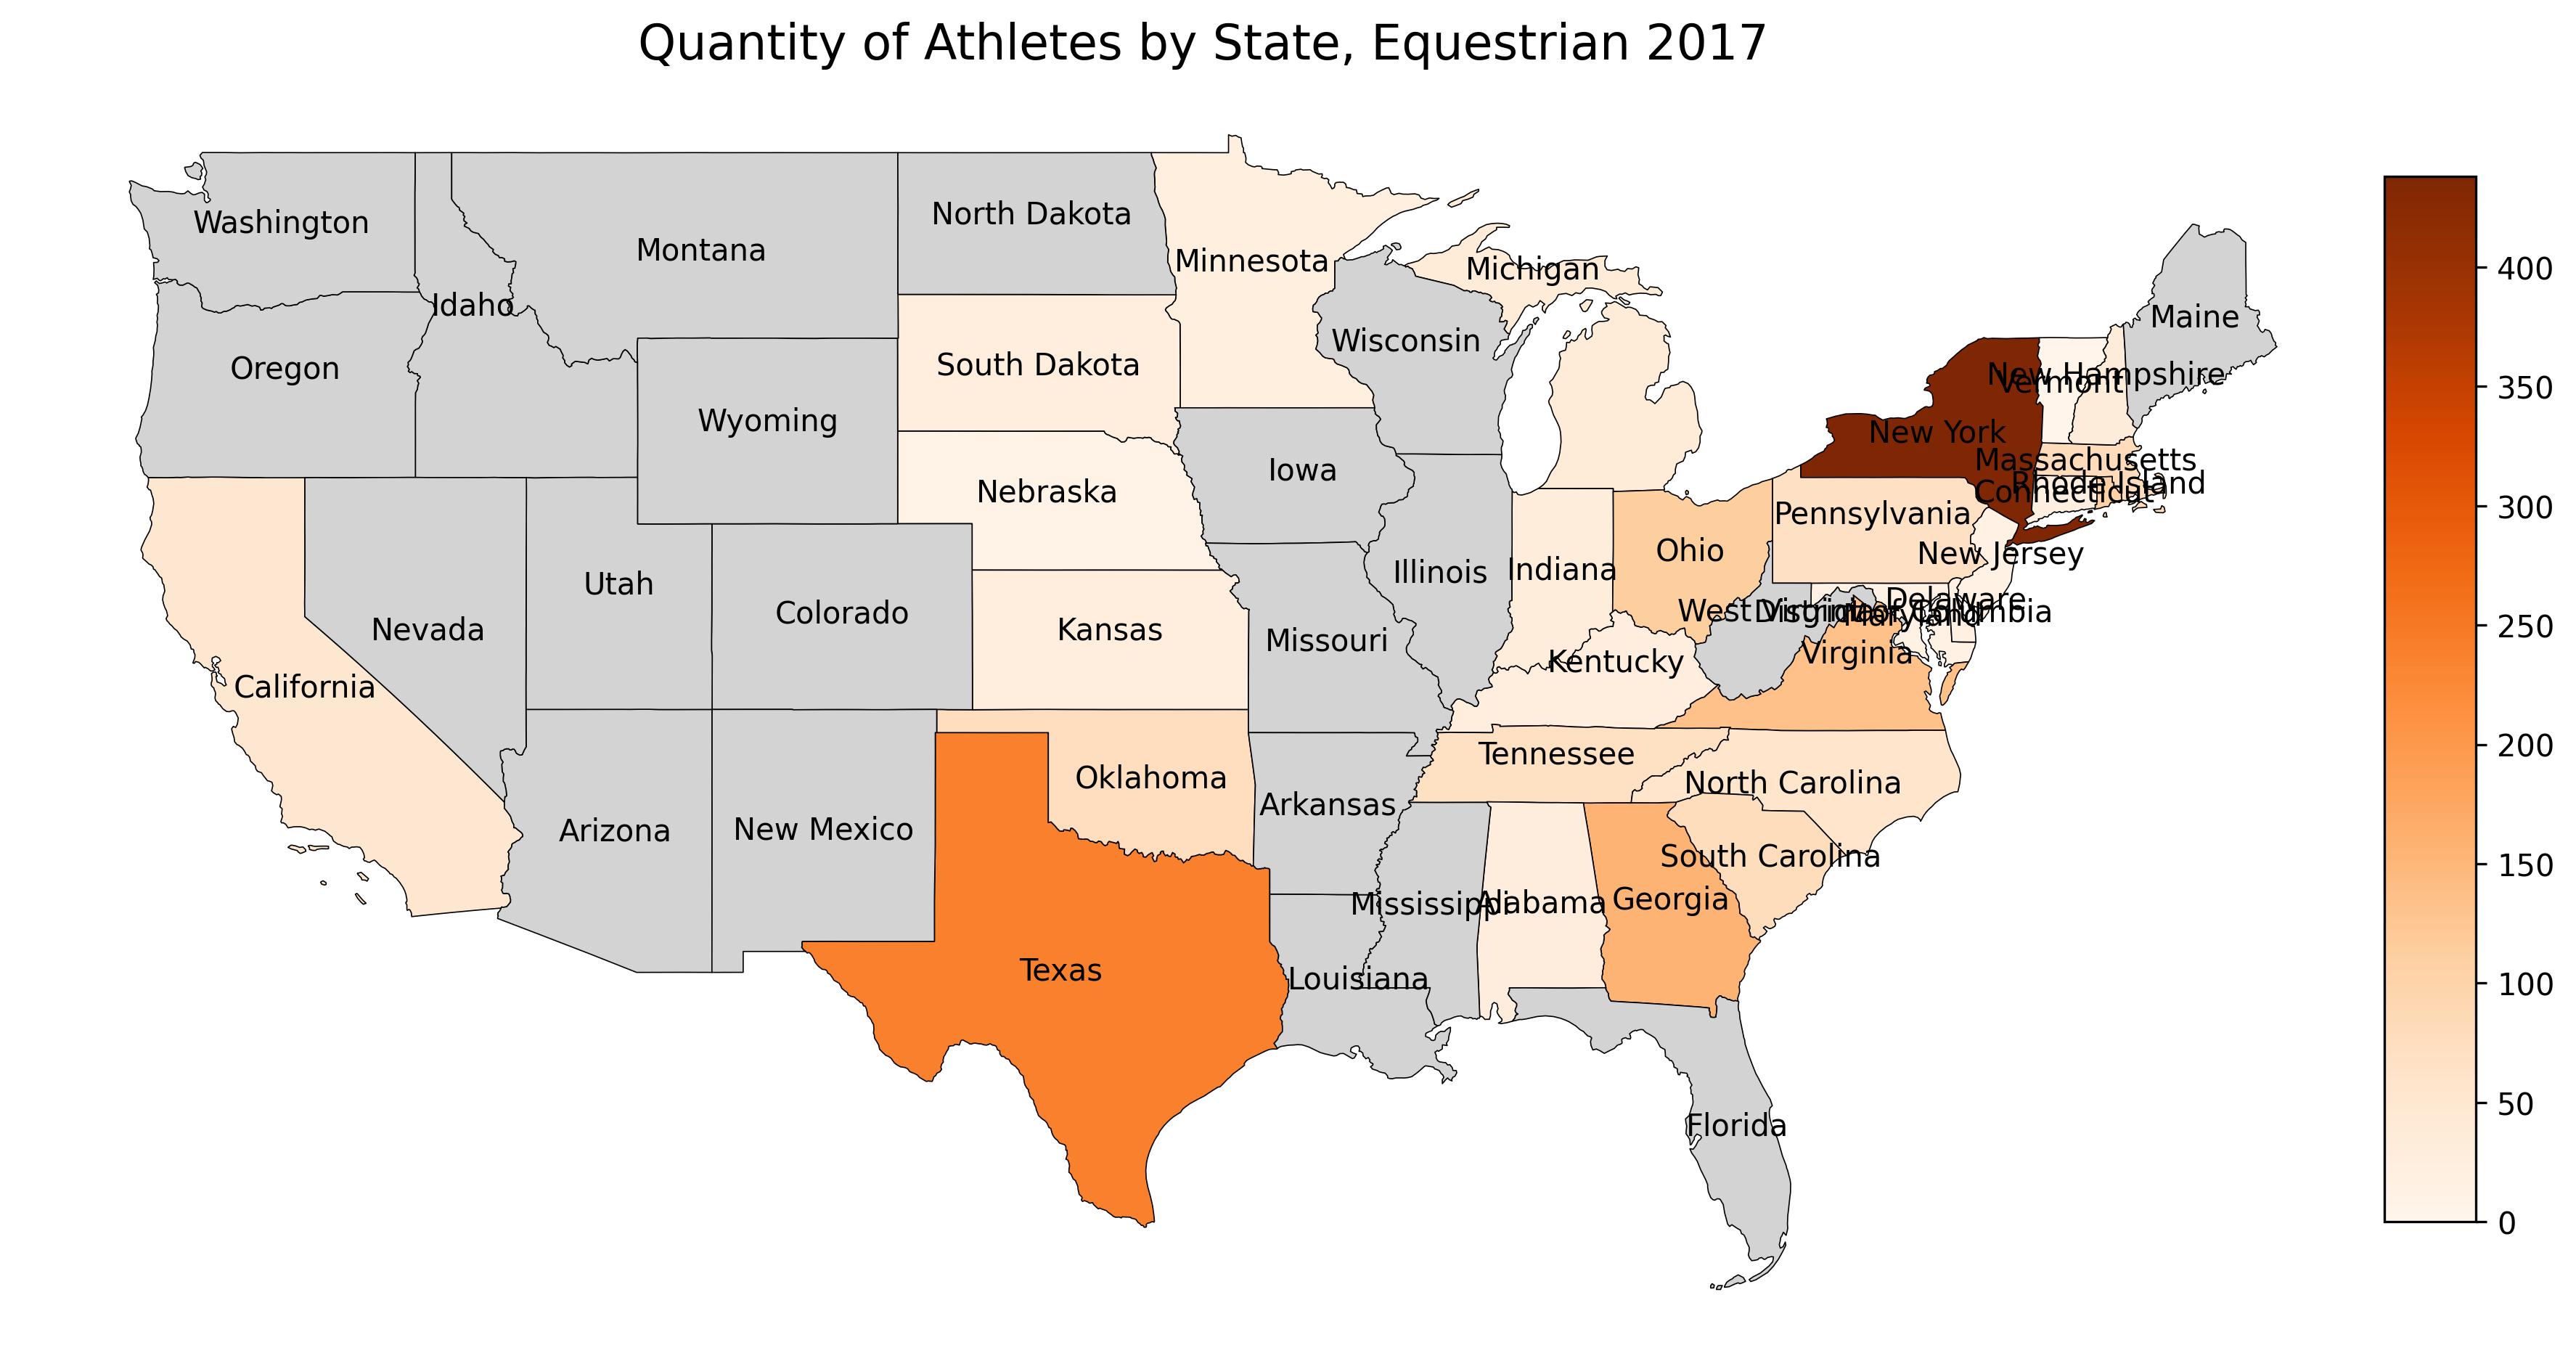 Quantity of Athletes by State, Equestrian 2017
Washington
Montana
North Dakota
Minnesota
Michigan
Maine
Idaho
Oregon
South Dakota
Wisconsin
Wyoming
New Hampshire
Vermont
New York
Massachusetts
Rhode Island
Connecticut
Iowa
Nebraska
Pennsylvania
New Jersey
Ohio
Indiana
Illinois
Utah
Colorado
Nevada
Kansas
Missouri
West Virginia
District of Columbia
Maryland
Delaware
Virginia
Kentucky
California
Tennessee
North Carolina
Oklahoma
Arkansas
Arizona
New Mexico
South Carolina
Mississippi
Alabama
Georgia
Texas
Louisiana
Florida
400
350
300
250
200
150
100
50
0